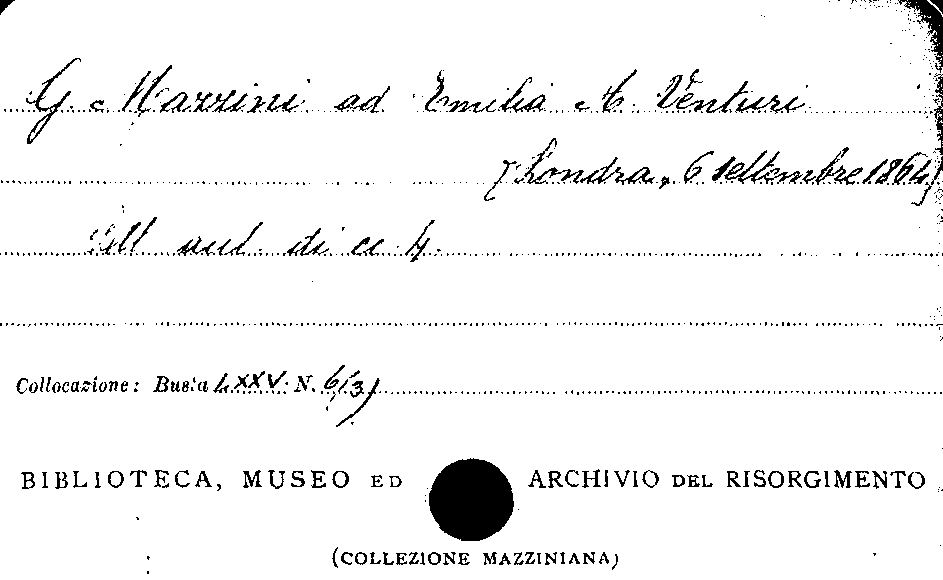 G. Mazzini ad Emilia A. Venturi
[Londra, 6 settembre 1864]
Lett. aut. di cc. 4.
Collocazione: Busta LXXV. N. 6/3)
BIBLIOTECA, MUSEO ED ARCHIVIO DEL RISORGIMENTO
(COLLEZIONE MAZZINIANA)